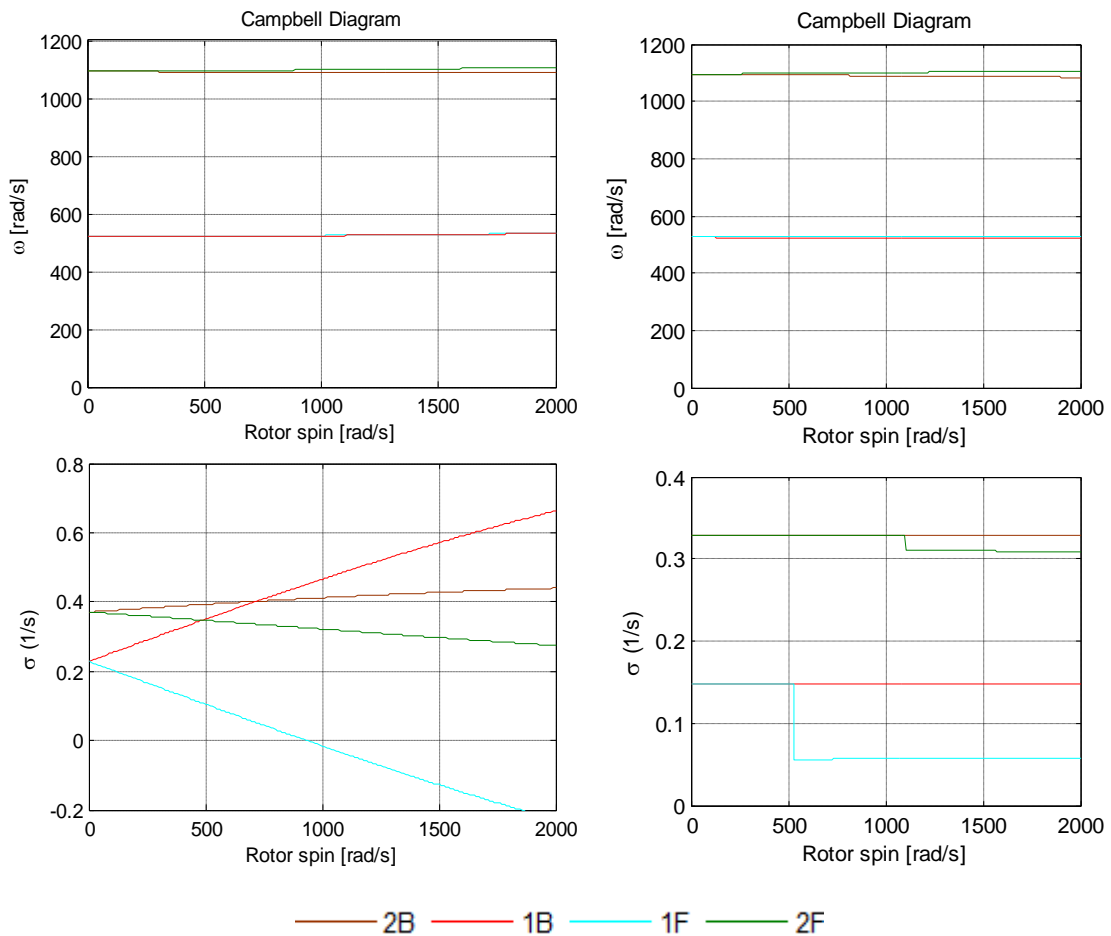 Campbell Diagram
1200
1000
800
600
400
200
0
ω [rad/s]
0 500 1000 1500 2000
Rotor spin [rad/s]
Campbell Diagram
1200
1000
800
600
400
200
0
ω [rad/s]
0 500 1000 1500 2000
Rotor spin [rad/s]
0.8
0.6
0.4
0.2
0
-0.2
σ (1/s)
0 500 1000 1500 2000
Rotor spin [rad/s]
0.4
0.3
0.2
0.1
0
σ (1/s)
0 500 1000 1500 2000
Rotor spin [rad/s]
2B 1B 1F 2F